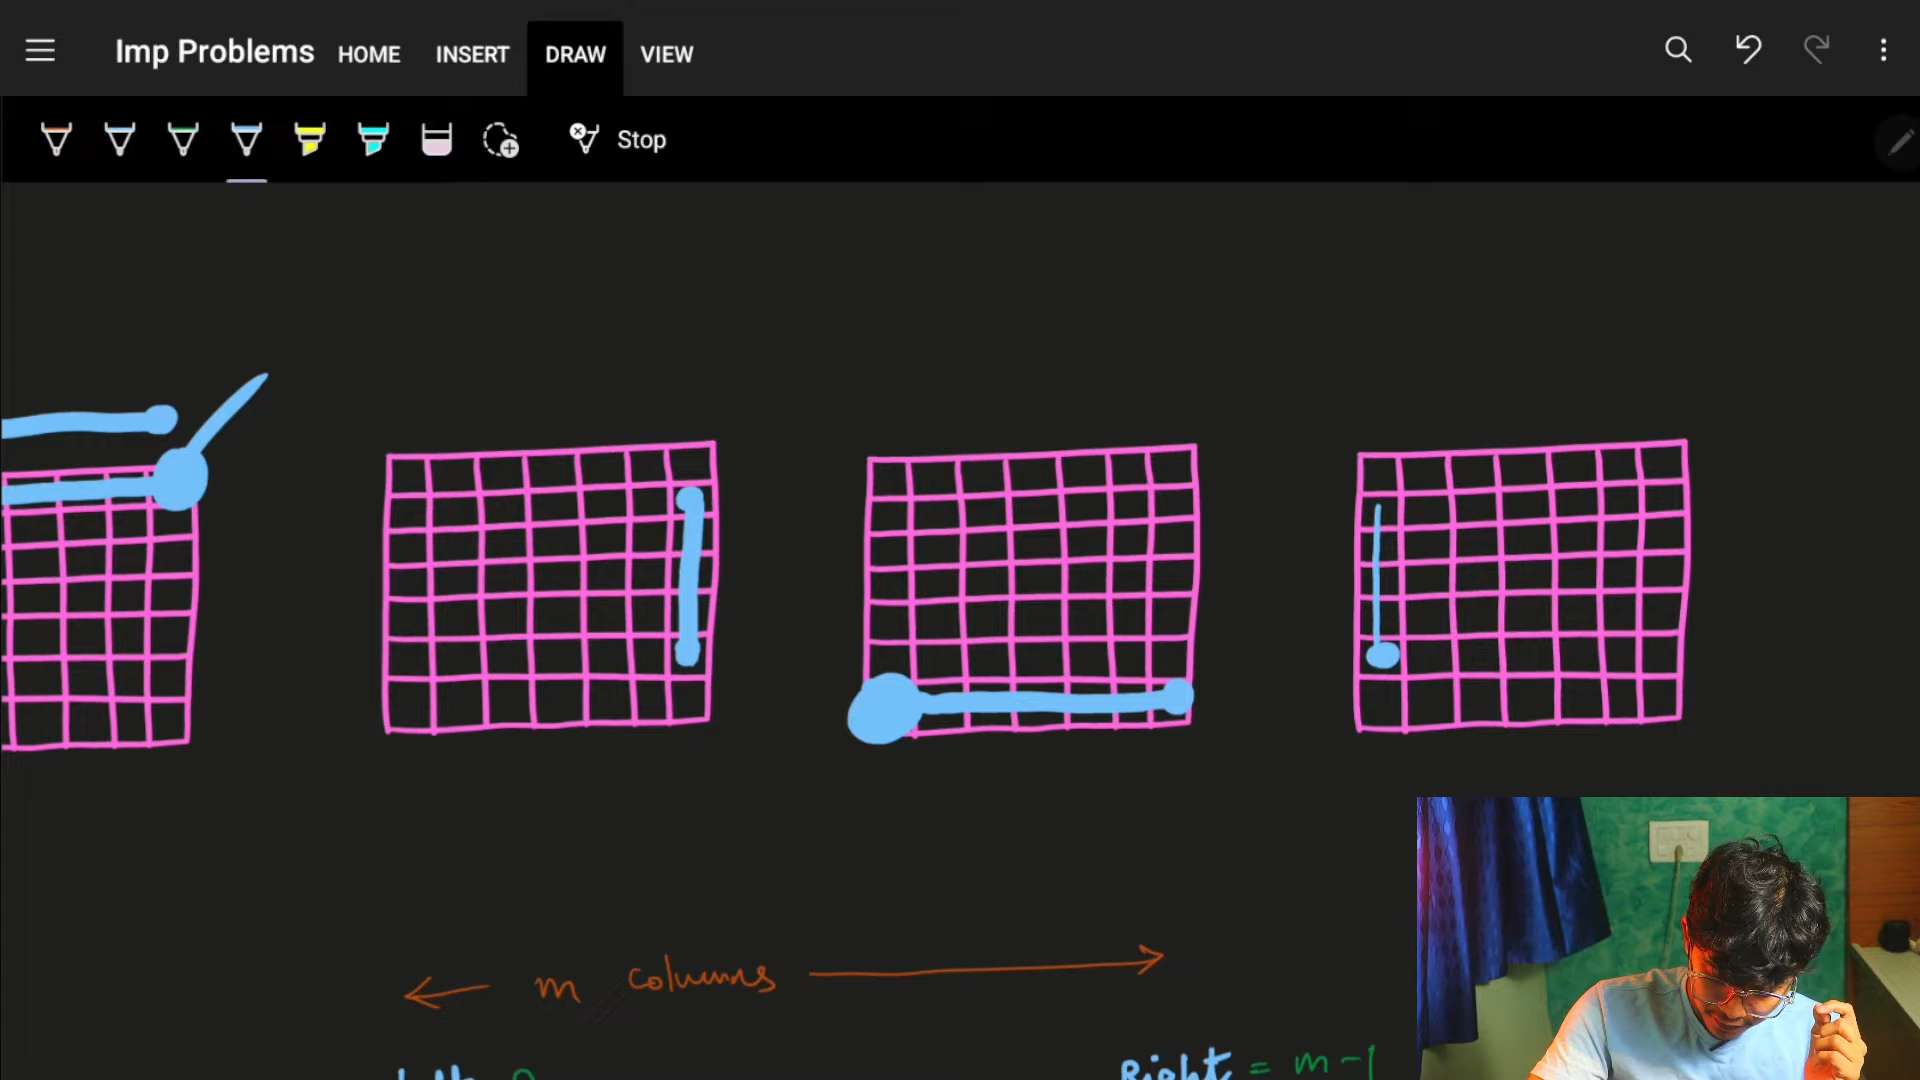 Imp Problems HOME INSERT DRAW VIEW
Stop
m columns
Right = m-1